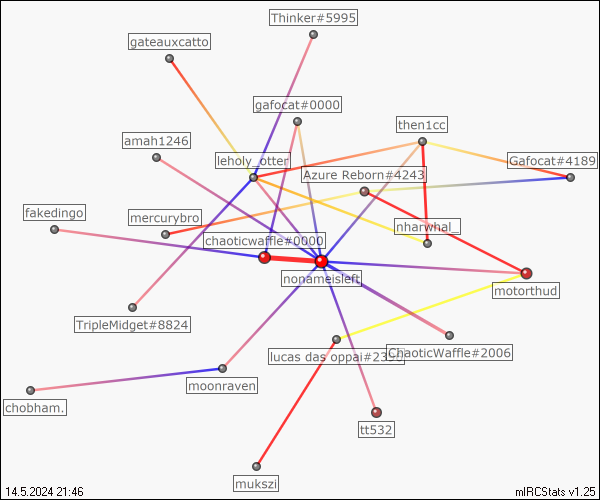 Thinker#5995
gateauxcatto
gafocat#0000
then1cc
amah1246
leholy_otter
Gafocat#4189
Azure Reborn#4243
fakedingo
mercurybro
nharwhal_
chaoticwaffle#0000
nonameisleft
motorthud
TripleMidget#8824
ChaoticWaffle#2006
lucas das
moonraven
chobham.
tt532
mukszi
14.5.2024 21:46
mIRCStats v1.25